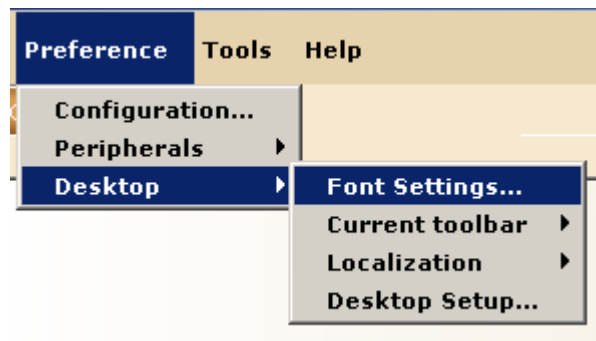 Preference Tools Help
Configuration...
Peripherals
Desktop
Font Settings...
Current toolbar
Localization
Desktop Setup...